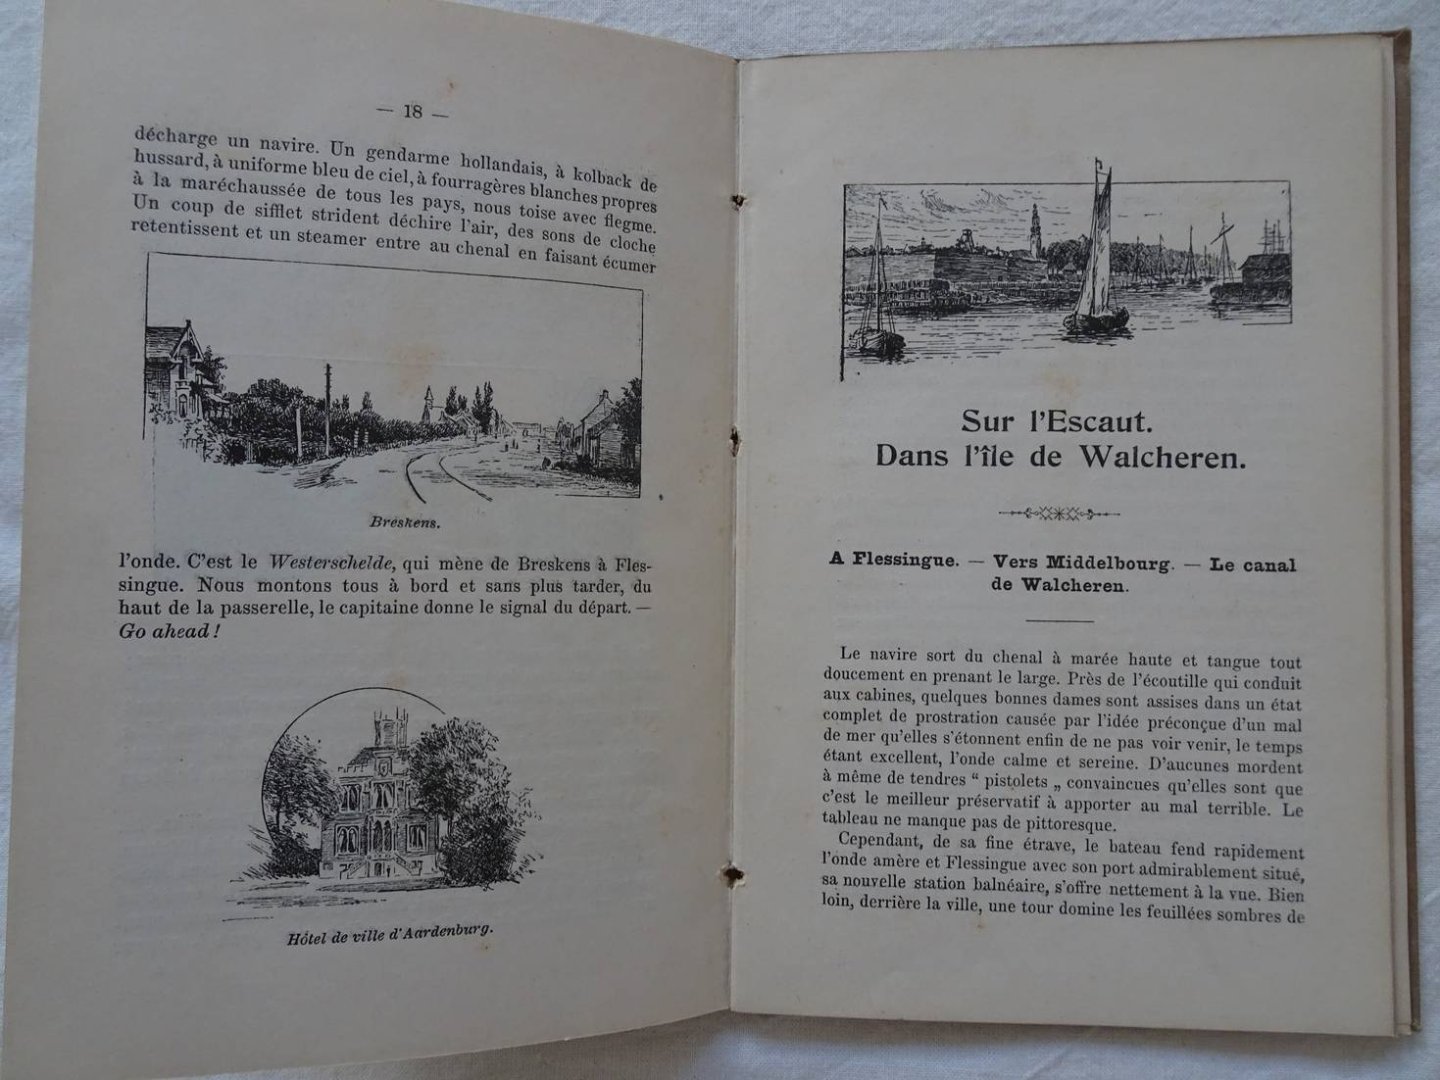 — 18 —
décharge un navire. Un gendarme hollandais, à kolback de
hussard, à uniforme bleu de ciel, à fourragères blanches propres
à la maréchaussée de tous les pays, nous toise avec flegme.
Un coup de sifflet strident déchire l'air, des sons de cloche
retentissent et un steamer entre au chenal en faisant écumer
Breskens.
l'onde. C'est le Westerschelde, qui mène de Breskens à Fles-
singue. Nous montons tous à bord et sans plus tarder, du
haut de la passerelle, le capitaine donne le signal du départ. —
Go ahead !
Hôtel de ville d'Aardenburg.
Sur l'Escaut.
Dans l'île de Walcheren.
A Flessingue. — Vers Middelbourg. — Le canal
de Walcheren.
Le navire sort du chenal à marée haute et tangue tout
doucement en prenant le large. Près de l'écoutille qui conduit
aux cabines, quelques bonnes dames sont assises dans un état
complet de prostration causée par l'idée préconçue d'un mal
de mer qu'elles s'étonnent enfin de ne pas voir venir, le temps
étant excellent, l'onde calme et sereine. D'aucunes mordent
à même de tendres “ pistolets „ convaincues qu'elles sont que
c'est le meilleur préservatif à apporter au mal terrible. Le
tableau ne manque pas de pittoresque.
Cependant, de sa fine étrave, le bateau fend rapidement
l'onde amère et Flessingue avec son port admirablement situé,
sa nouvelle station balnéaire, s'offre nettement à la vue. Bien
loin, derrière la ville, une tour domine les feuillées sombres de